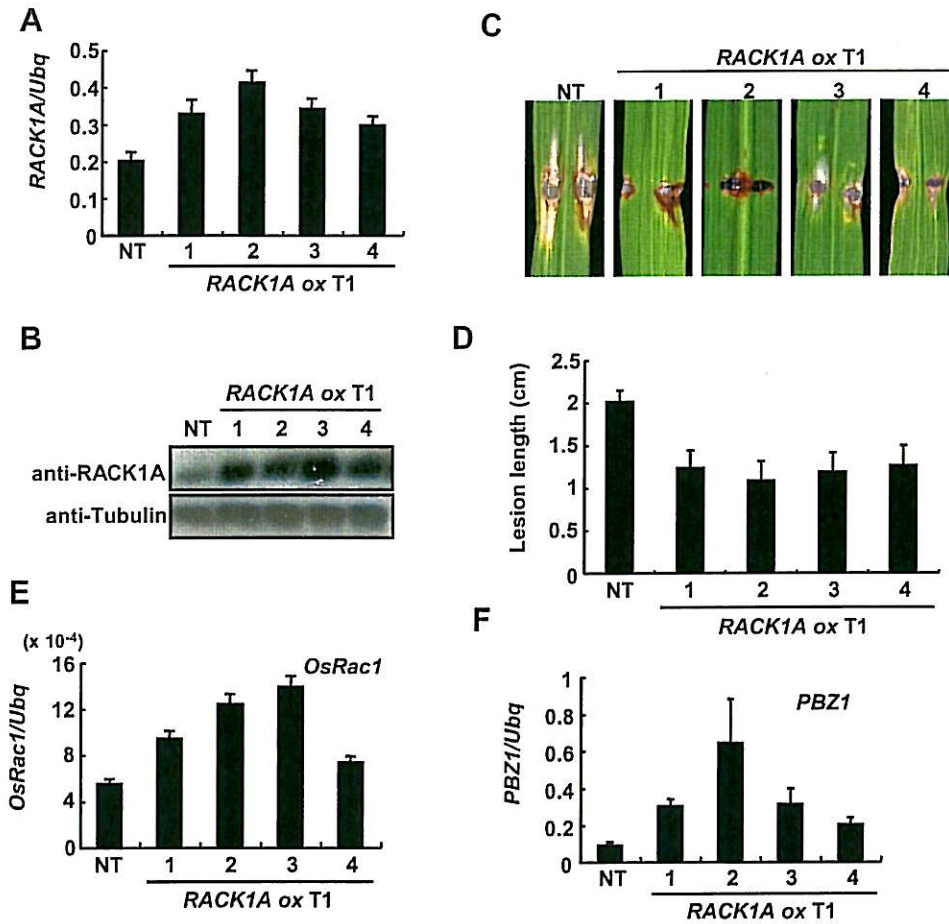 A
RACK1A/Ubq
0.5
0.4
0.3
0.2
0.1
0
NT 1 2 3 4
RACK1A ox T1
B
RACK1A ox T1
NT 1 2 3 4
anti-RACK1A
anti-Tubulin
C
RACK1A ox T1
NT 1 2 3 4
D
Lesion length (cm)
2.5
2
1.5
1
0.5
0
NT 1 2 3 4
RACK1A ox T1
E
(x 10-4)
OsRac1/Ubq
OsRac1
16
12
8
4
0
NT 1 2 3 4
RACK1A ox T1
F
PBZ1/Ubq
PBZ1
1
0.8
0.6
0.4
0.2
0
NT 1 2 3 4
RACK1A ox T1